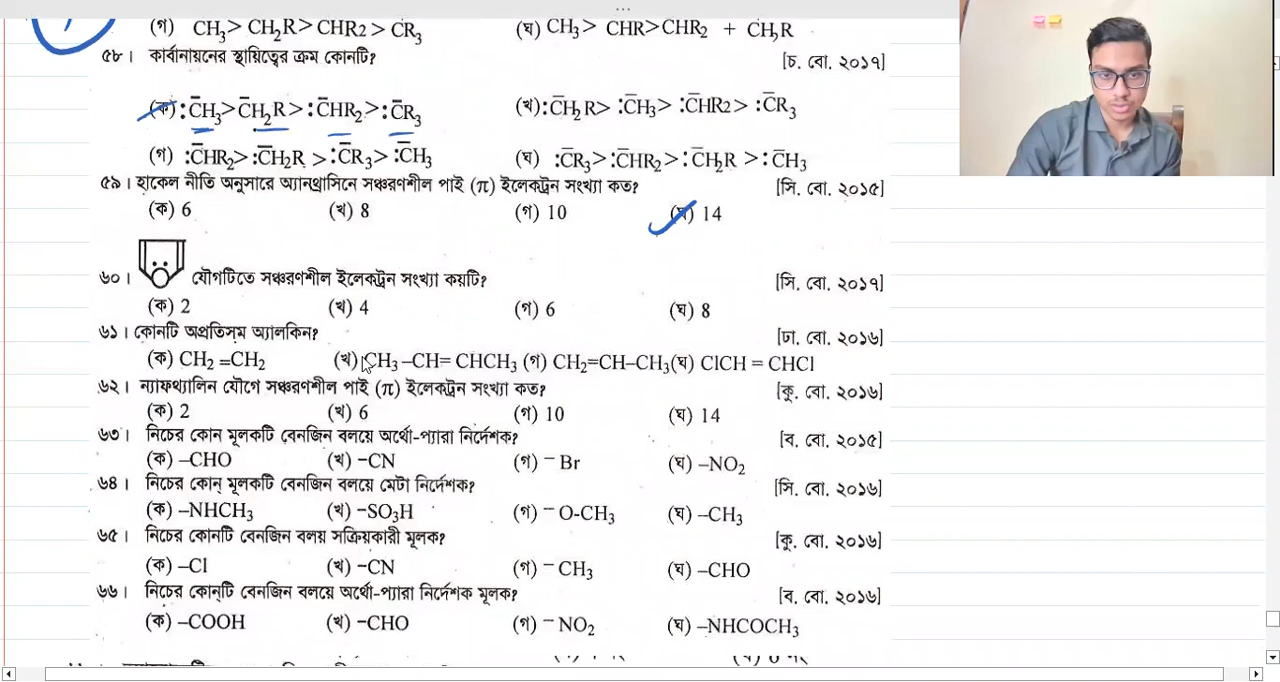 (গ) CH₃> CH₂R> CHR2> CR₃ (ঘ) CH₃> CHR>CHR₂ + CH₂R
৫৮। কার্বানায়নের স্থায়িত্বের ক্রম কোনটি? [চ. বো. ২০১৭]
(ক) :C̄H₃>C̄H₂R>:C̄HR₂>:C̄R₃ (খ) :C̄H₂R> :C̄H₃> :C̄HR2> :C̄R₃
(গ) :C̄HR₂> :C̄H2R >:C̄R₃> :C̄H₃ (ঘ) :C̄R₃>:C̄HR₂>:C̄H₂R >:C̄H₃
৫৯। হাকেল নীতি অনুসারে অ্যানথ্রাসিনে সঞ্চরণশীল পাই (π) ইলেকট্রন সংখ্যা কত? [সি. বো. ২০১৫]
(ক) 6 (খ) 8 (গ) 10 (ঘ) 14
৬০। যৌগটিতে সঞ্চরণশীল ইলেকট্রন সংখ্যা কয়টি? [সি. বো. ২০১৭]
(ক) 2 (খ) 4 (গ) 6 (ঘ) 8
৬১। কোনটি অপ্রতিসম অ্যালকিন? [ঢা. বো. ২০১৬]
(ক) CH₂ =CH₂ (খ) CH₃ –CH= CHCH₃ (গ) CH₂=CH–CH₃ (ঘ) ClCH = CHCl
৬২। ন্যাফথ্যালিন যৌগে সঞ্চরণশীল পাই (π) ইলেকট্রন সংখ্যা কত? [কু. বো. ২০১৬]
(ক) 2 (খ) 6 (গ) 10 (ঘ) 14
৬৩। নিচের কোন মূলকটি বেনজিন বলয়ে অর্থো-প্যারা নির্দেশক? [ব. বো. ২০১৫]
(ক) –CHO (খ) –CN (গ) – Br (ঘ) –NO₂
৬৪। নিচের কোন্ মূলকটি বেনজিন বলয়ে মেটা নির্দেশক? [সি. বো. ২০১৬]
(ক) –NHCH₃ (খ) –SO₃H (গ) – O-CH₃ (ঘ) –CH₃
৬৫। নিচের কোনটি বেনজিন বলয় সক্রিয়কারী মূলক? [কু. বো. ২০১৬]
(ক) –Cl (খ) –CN (গ) – CH₃ (ঘ) –CHO
৬৬। নিচের কোন্‌টি বেনজিন বলয়ে অর্থো-প্যারা নির্দেশক মূলক? [ব. বো. ২০১৬]
(ক) –COOH (খ) –CHO (গ) – NO₂ (ঘ) –NHCOCH₃